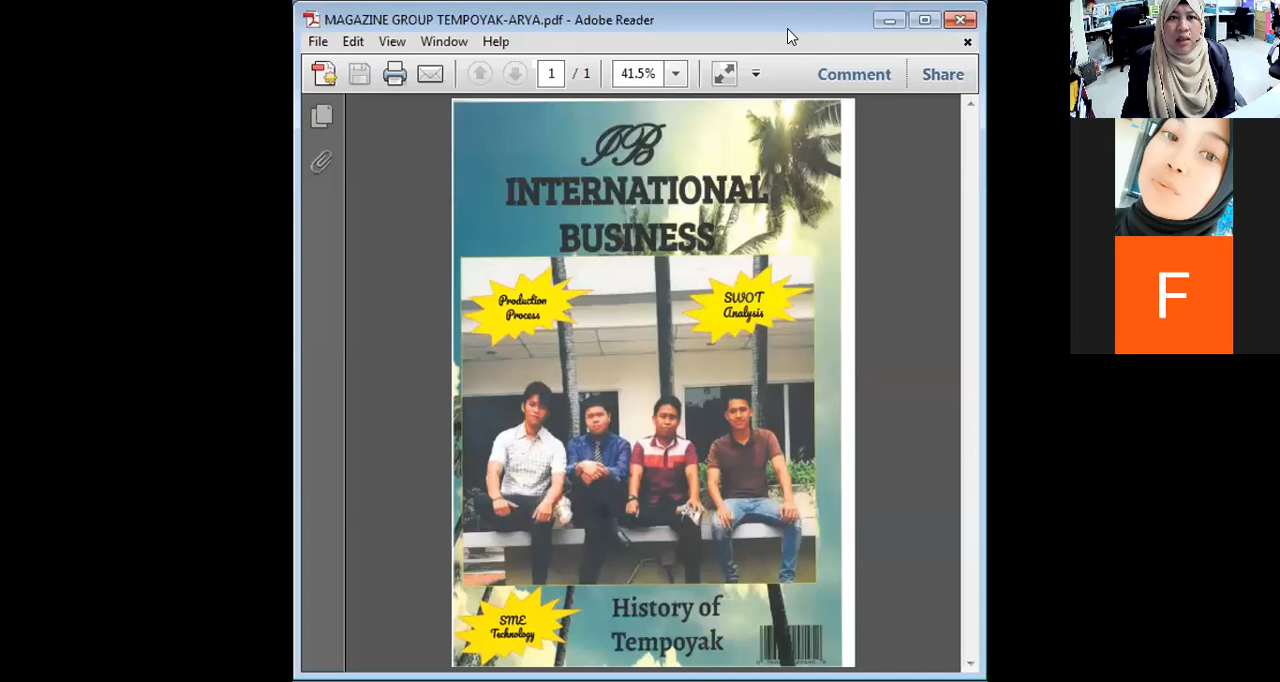 MAGAZINE GROUP TEMPOYAK-ARYA.pdf - Adobe Reader
File Edit View Window Help
1 / 1 41.5% Comment Share
IB
INTERNATIONAL
BUSINESS
Production
Process
SWOT
Analysis
SME
Technology
History of
Tempoyak
F